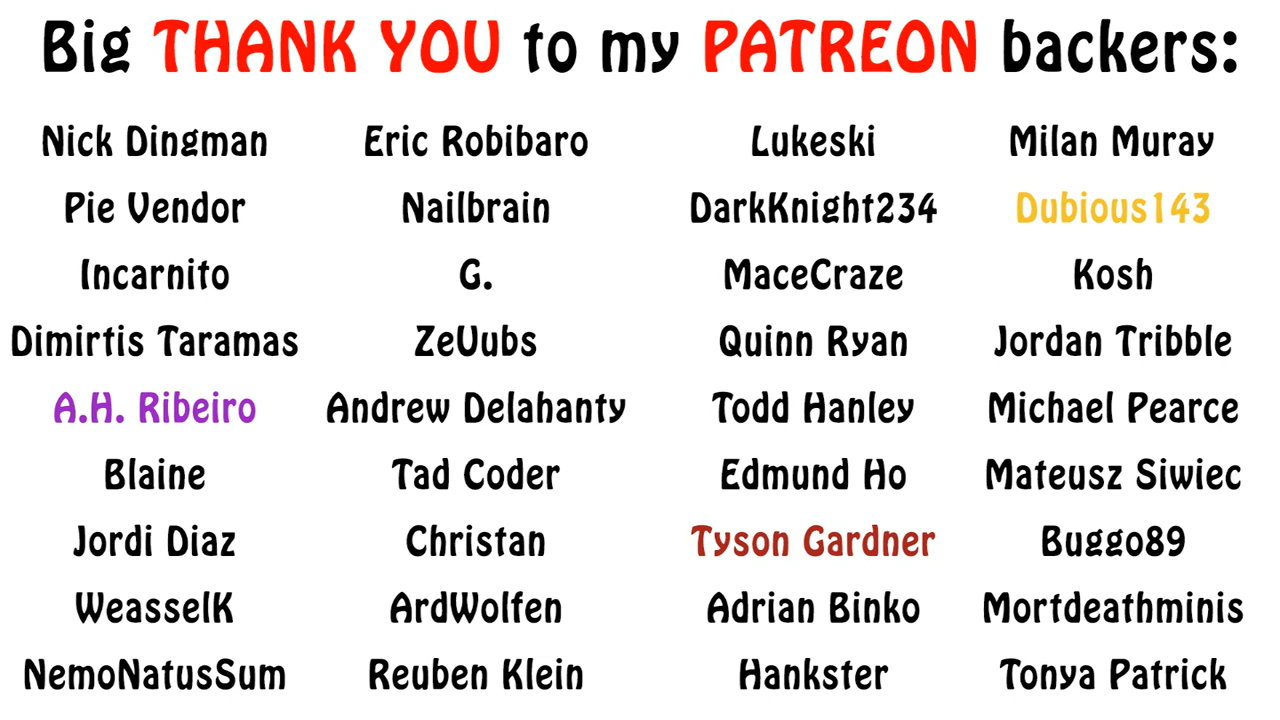 Big THANK YOU to my PATREON backers:
Nick Dingman Eric Robibaro Lukeski Milan Muray
Pie Vendor Nailbrain DarkKnight234 Dubious143
Incarnito G. MaceCraze Kosh
Dimirtis Taramas ZeVubs Quinn Ryan Jordan Tribble
A.H. Ribeiro Andrew Delahanty Todd Hanley Michael Pearce
Blaine Tad Coder Edmund Ho Mateusz Siwiec
Jordi Diaz Christan Tyson Gardner Buggo89
WeasselK ArdWolfen Adrian Binko Mortdeathminis
NemoNatusSum Reuben Klein Hankster Tonya Patrick